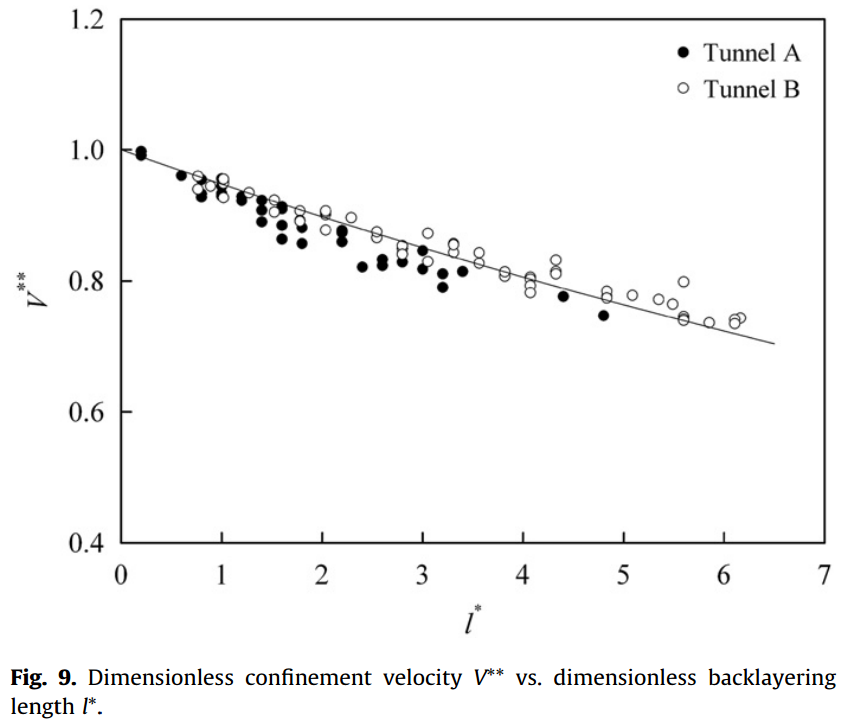 1.2
Tunnel A
Tunnel B
1.0
0.8
V**
0.6
0.4
0 1 2 3 4 5 6 7
l*
Fig. 9. Dimensionless confinement velocity V** vs. dimensionless backlayering
length l*.